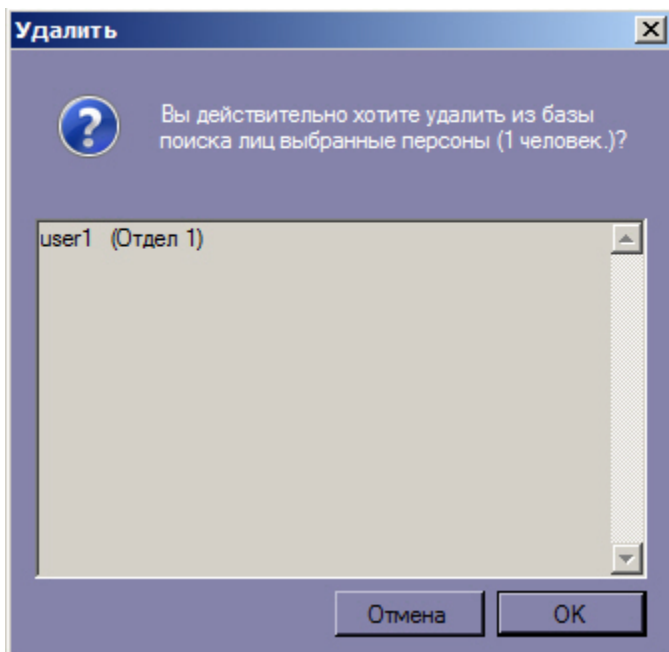 Удалить
Вы действительно хотите удалить из базы
поиска лиц выбранные персоны (1 человек.)?
user1 (Отдел 1)
Отмена OK